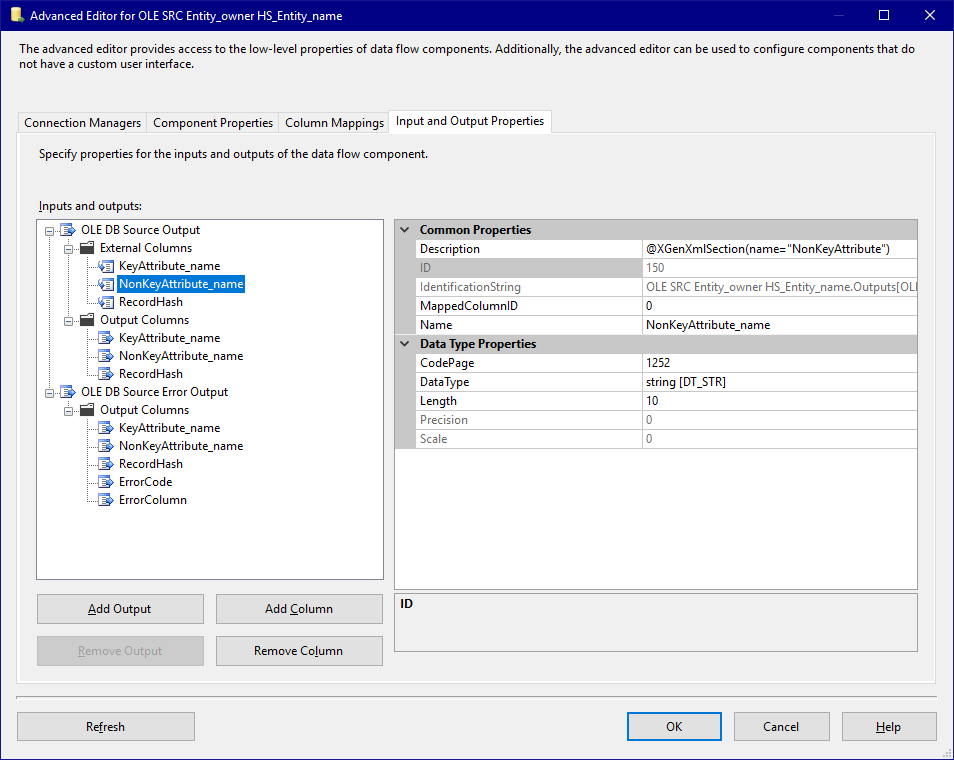 Advanced Editor for OLE SRC Entity_owner HS_Entity_name
The advanced editor provides access to the low-level properties of data flow components. Additionally, the advanced editor can be used to configure components that do
not have a custom user interface.
Connection Managers Component Properties Column Mappings Input and Output Properties
Specify properties for the inputs and outputs of the data flow component.
Inputs and outputs:
OLE DB Source Output
External Columns
KeyAttribute_name
NonKeyAttribute_name
RecordHash
Output Columns
KeyAttribute_name
NonKeyAttribute_name
RecordHash
OLE DB Source Error Output
Output Columns
KeyAttribute_name
NonKeyAttribute_name
RecordHash
ErrorCode
ErrorColumn
Common Properties
Description @XGenXmlSection(name="NonKeyAttribute")
ID 150
IdentificationString OLE SRC Entity_owner HS_Entity_name.Outputs[OL
MappedColumnID 0
Name NonKeyAttribute_name
Data Type Properties
CodePage 1252
DataType string [DT_STR]
Length 10
Precision 0
Scale 0
Add Output Add Column
Remove Output Remove Column
ID
Refresh OK Cancel Help